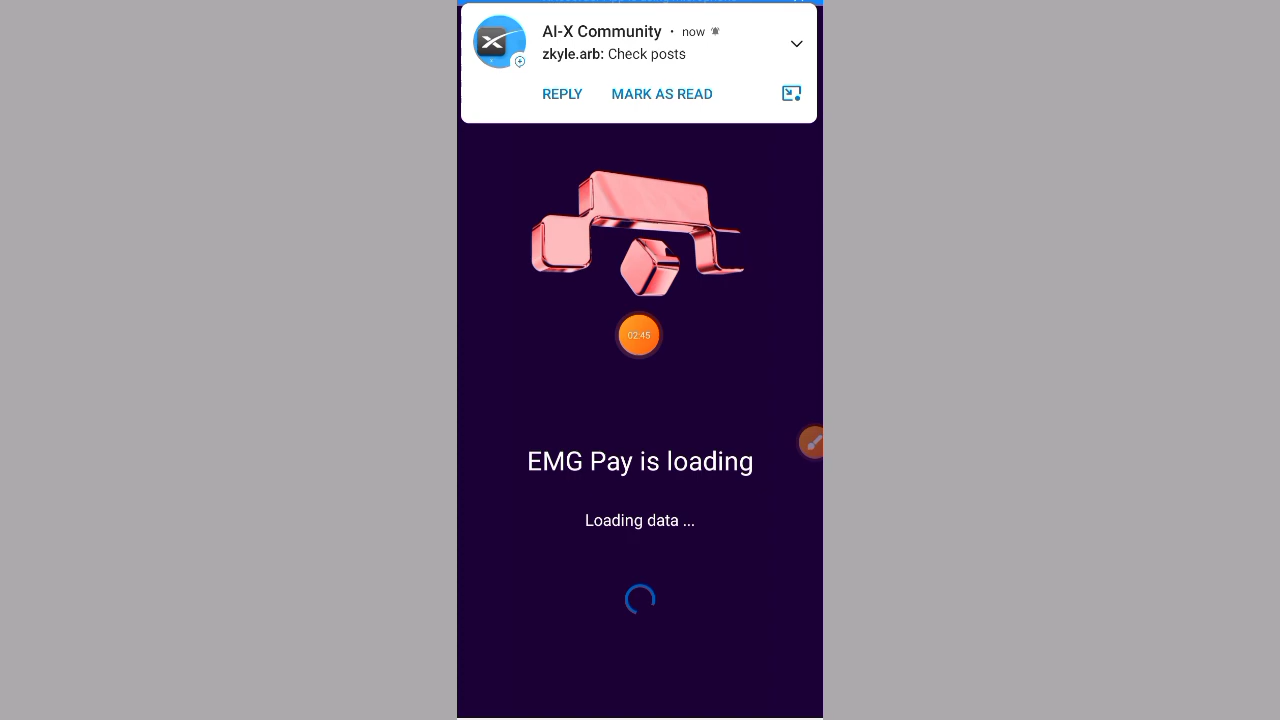 AI-X Community • now
zkyle.arb: Check posts
REPLY MARK AS READ
02:45
EMG Pay is loading
Loading data ...